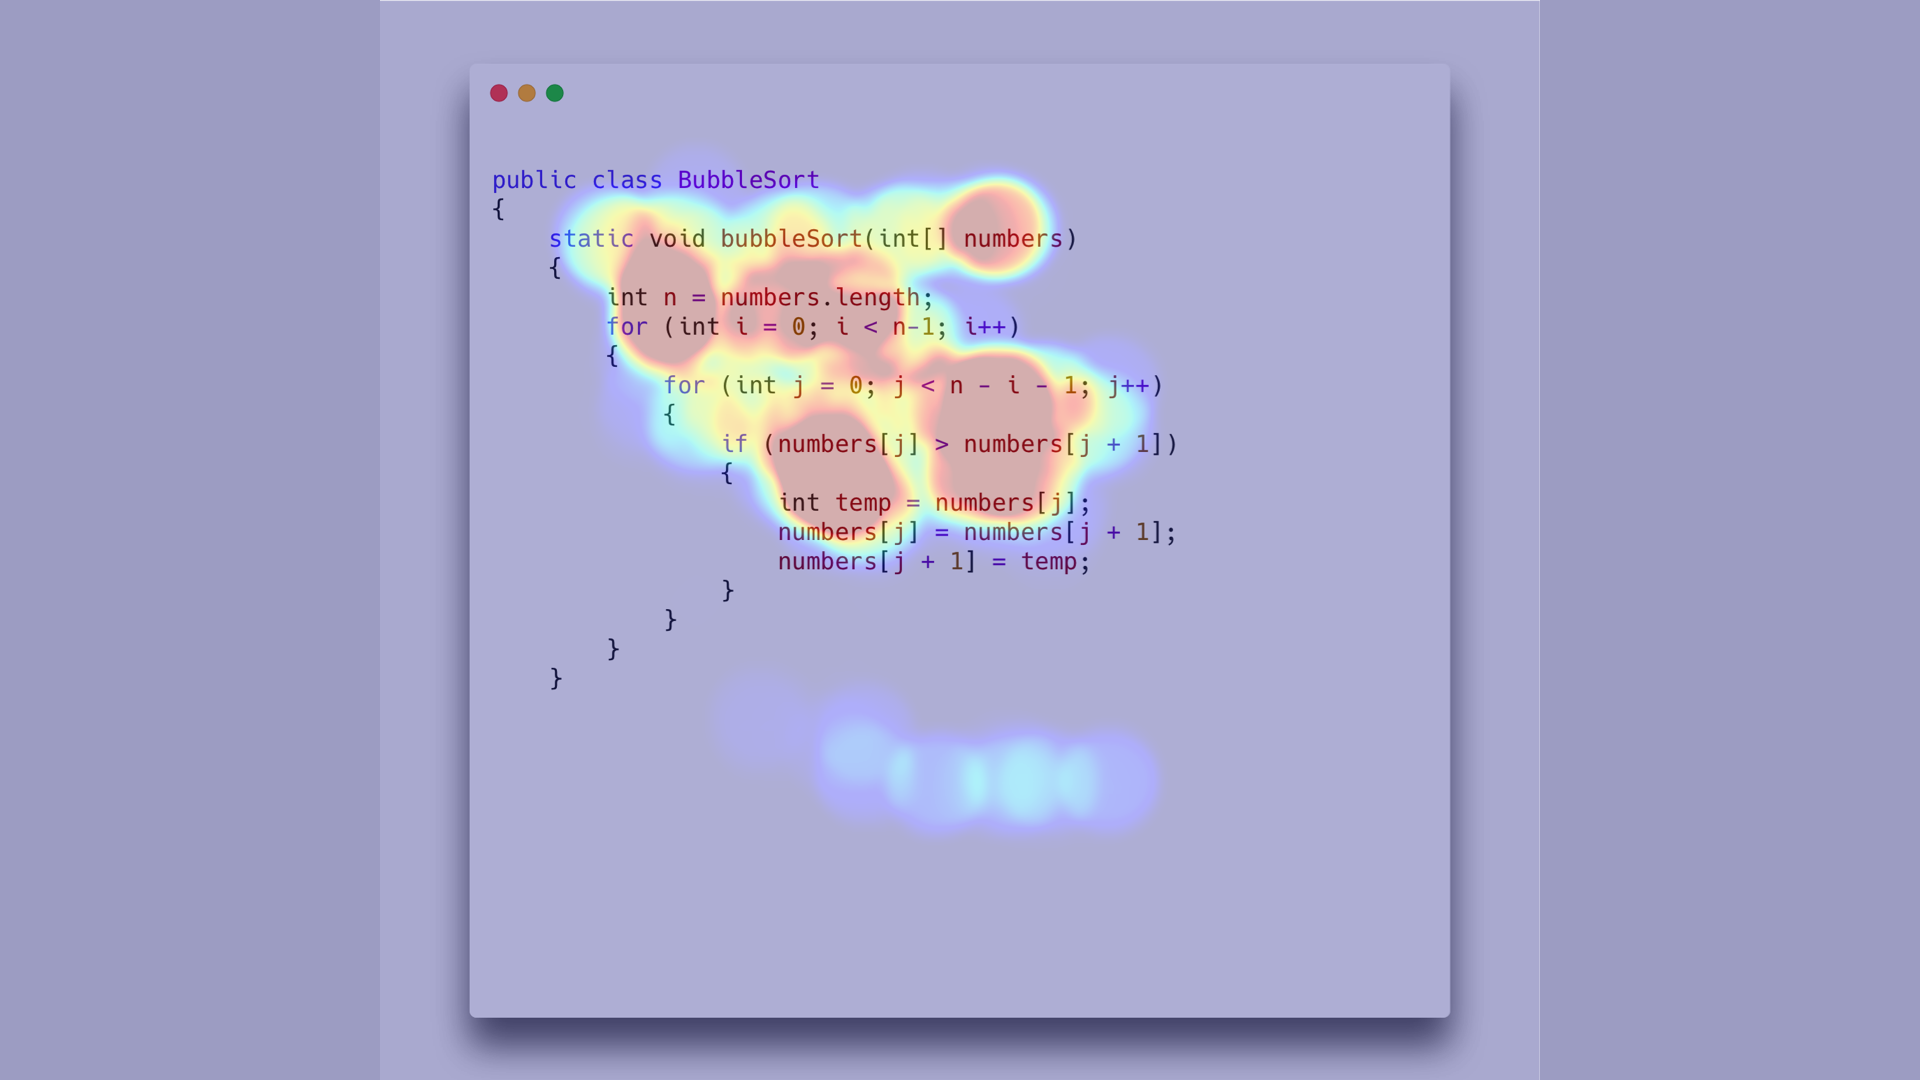 public class BubbleSort
{
    static void bubbleSort(int[] numbers)
    {
        int n = numbers.length;
        for (int i = 0; i < n-1; i++)
        {
            for (int j = 0; j < n - i - 1; j++)
            {
                if (numbers[j] > numbers[j + 1])
                {
                    int temp = numbers[j];
                    numbers[j] = numbers[j + 1];
                    numbers[j + 1] = temp;
                }
            }
        }
    }